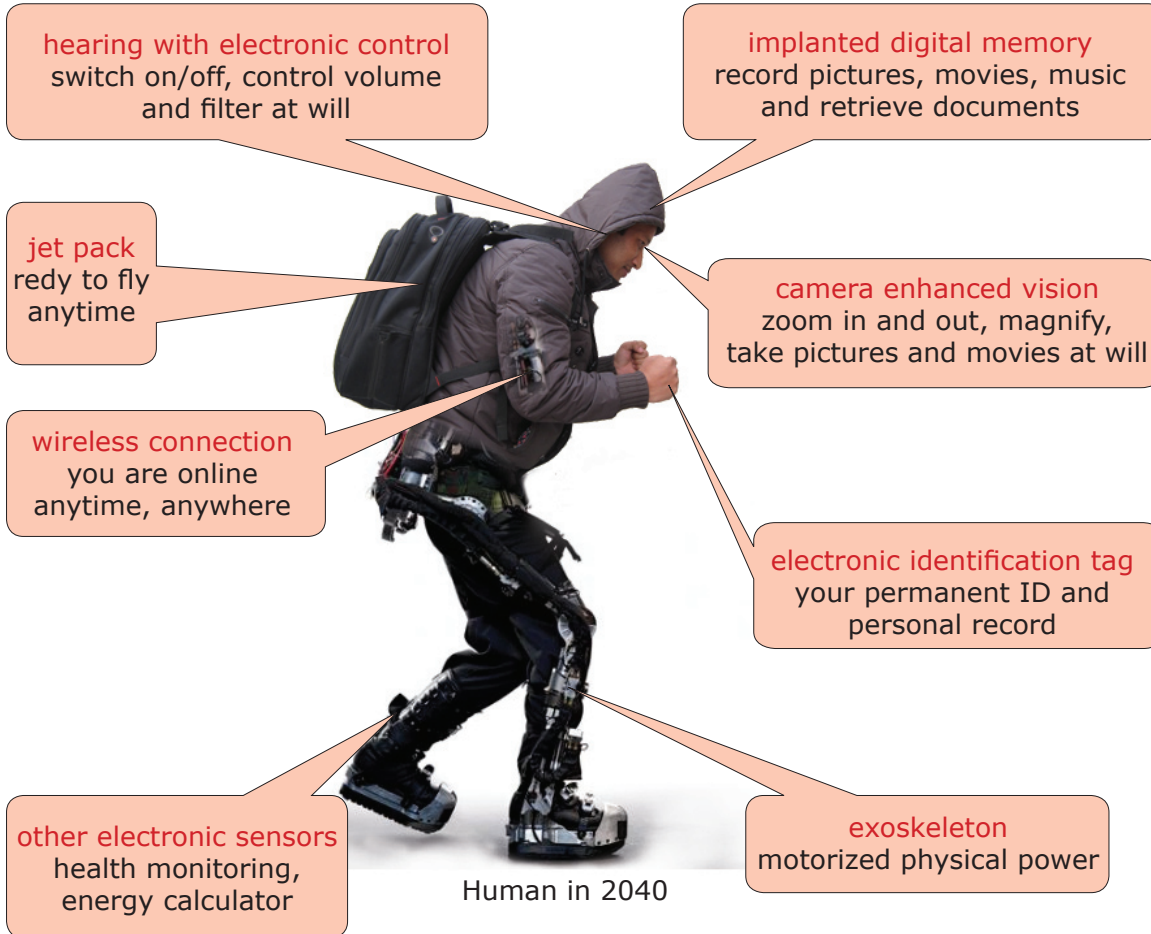 hearing with electronic control
switch on/off, control volume
and filter at will
implanted digital memory
record pictures, movies, music
and retrieve documents
jet pack
redy to fly
anytime
camera enhanced vision
zoom in and out, magnify,
take pictures and movies at will
wireless connection
you are online
anytime, anywhere
electronic identification tag
your permanent ID and
personal record
other electronic sensors
health monitoring,
energy calculator
exoskeleton
motorized physical power
Human in 2040